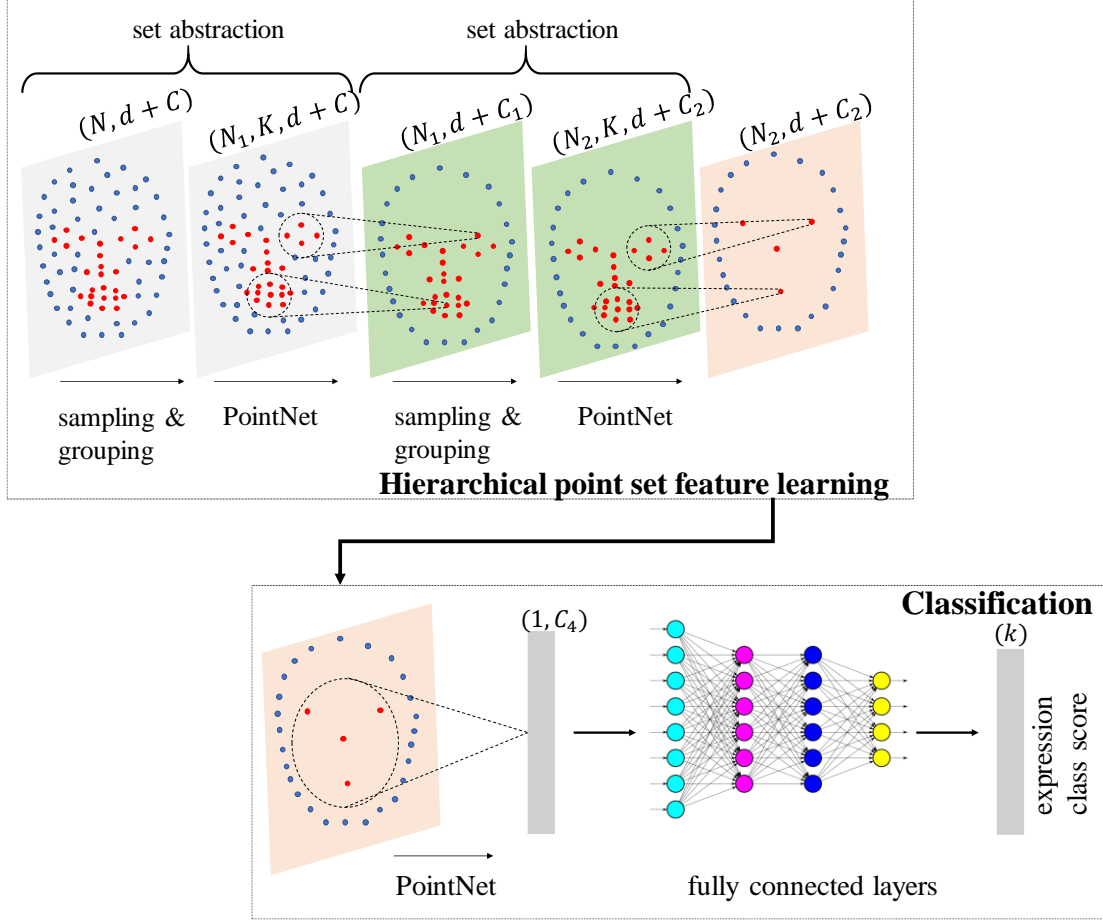 set abstraction
set abstraction
(N, d + C)
(N₁, K, d + C)
(N₁, d + C₁)
(N₂, K, d + C₂)
(N₂, d + C₂)
sampling &
grouping
PointNet
sampling &
grouping
PointNet
Hierarchical point set feature learning
Classification
(1, C₄)
(k)
expression
class score
PointNet
fully connected layers